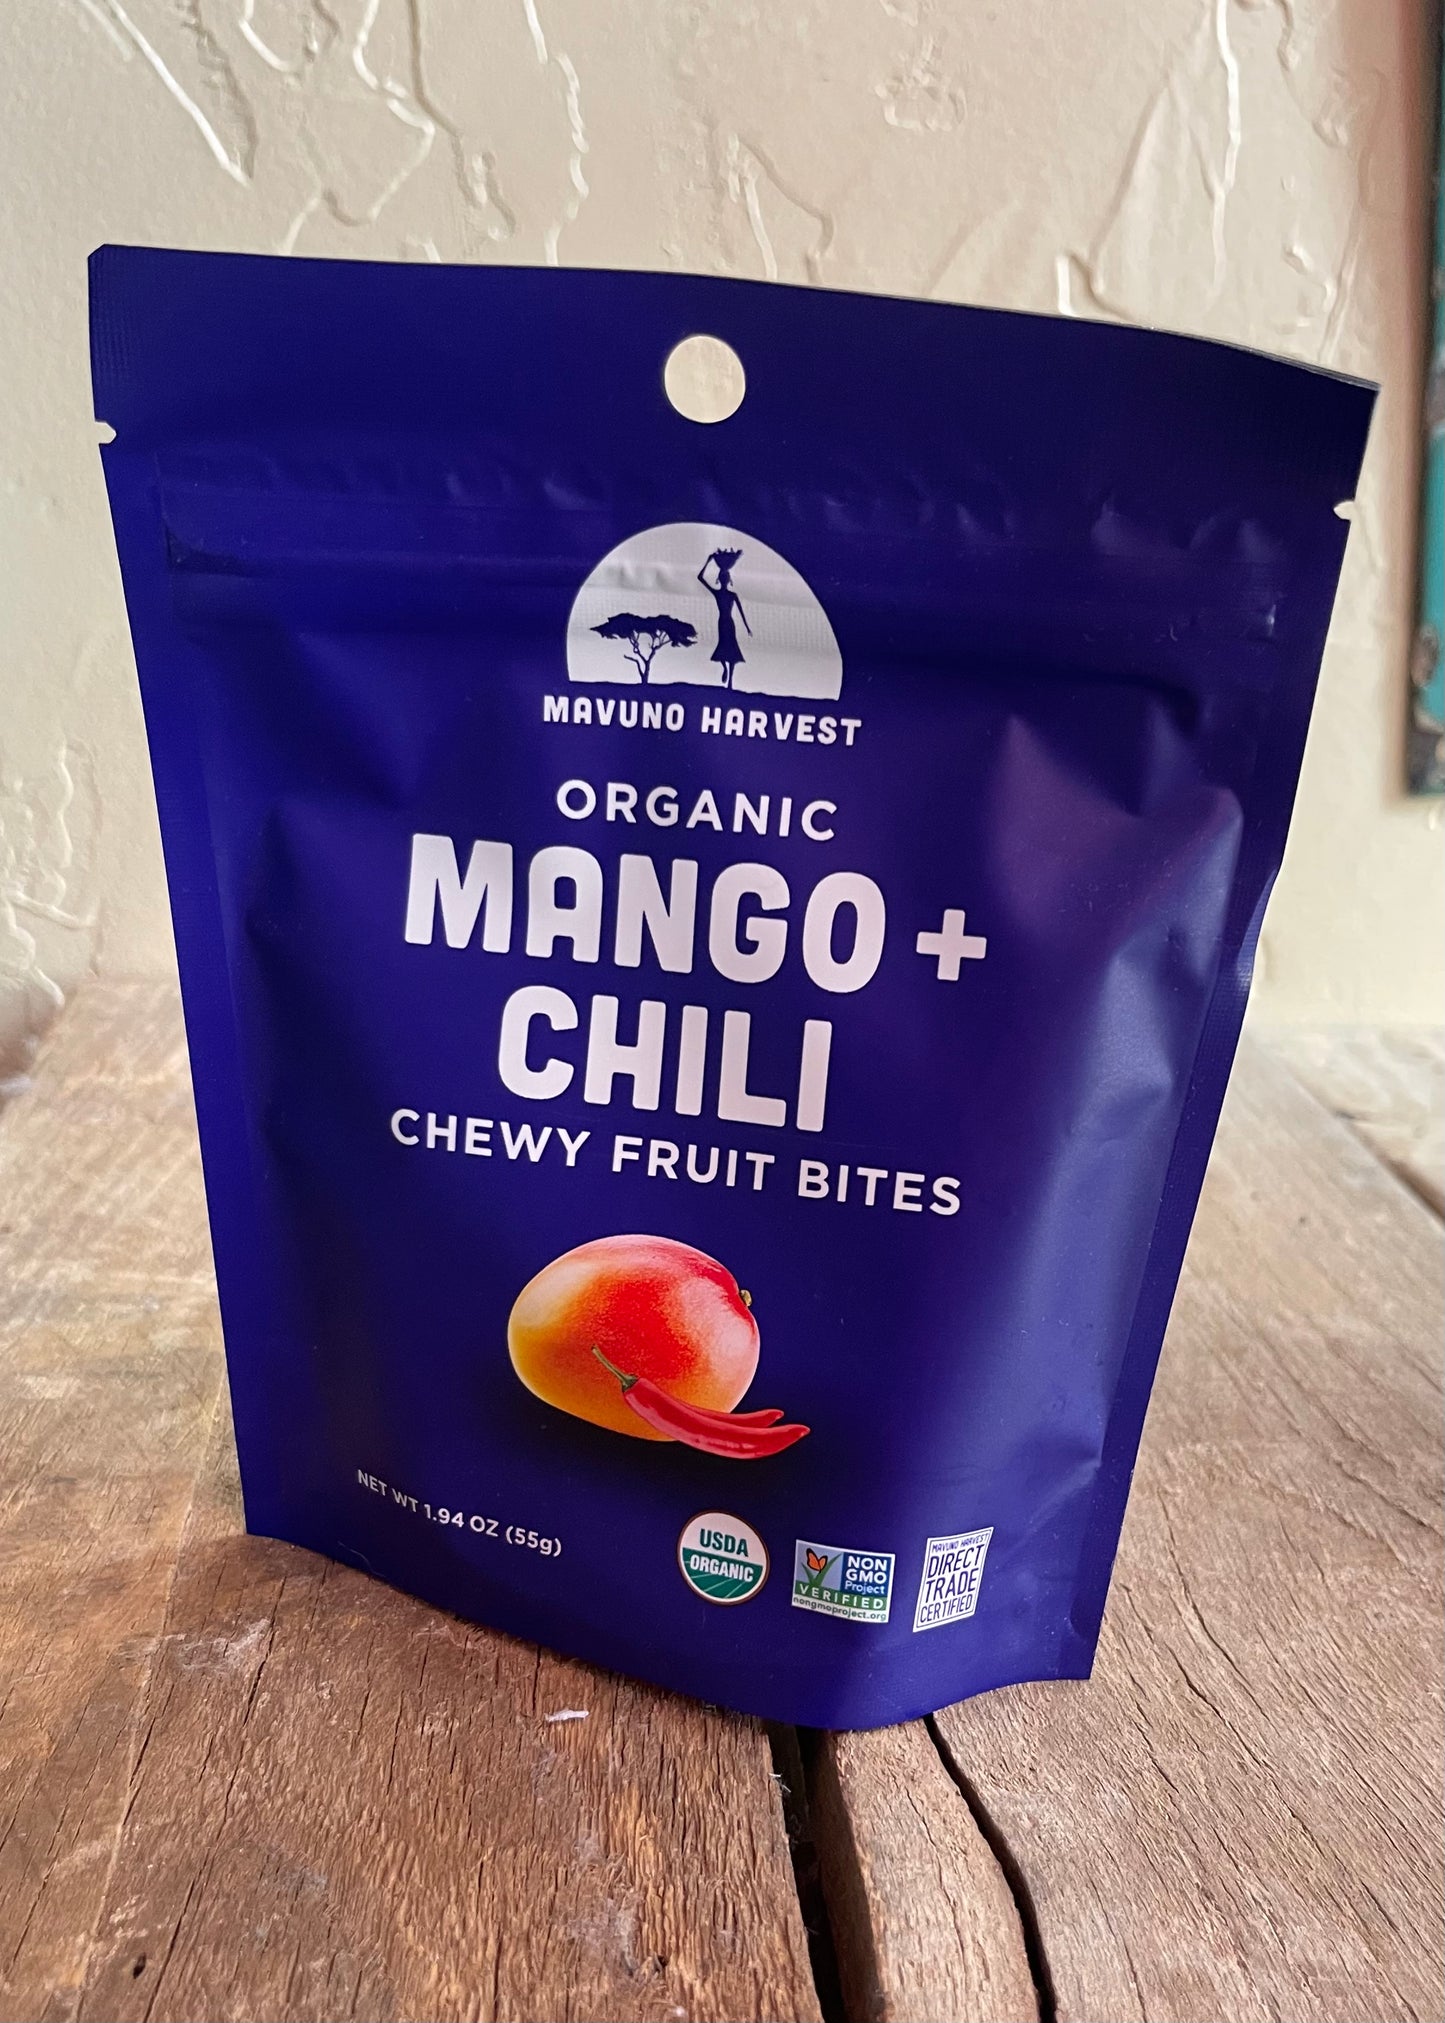 MAVUNO HARVEST
ORGANIC
MANGO +
CHILI
CHEWY FRUIT BITES
NET WT 1.94 OZ (55g)
USDA
ORGANIC
NON
GMO
Project
VERIFIED
nongmoproject.org
MAVUNO HARVEST
DIRECT
TRADE
CERTIFIED